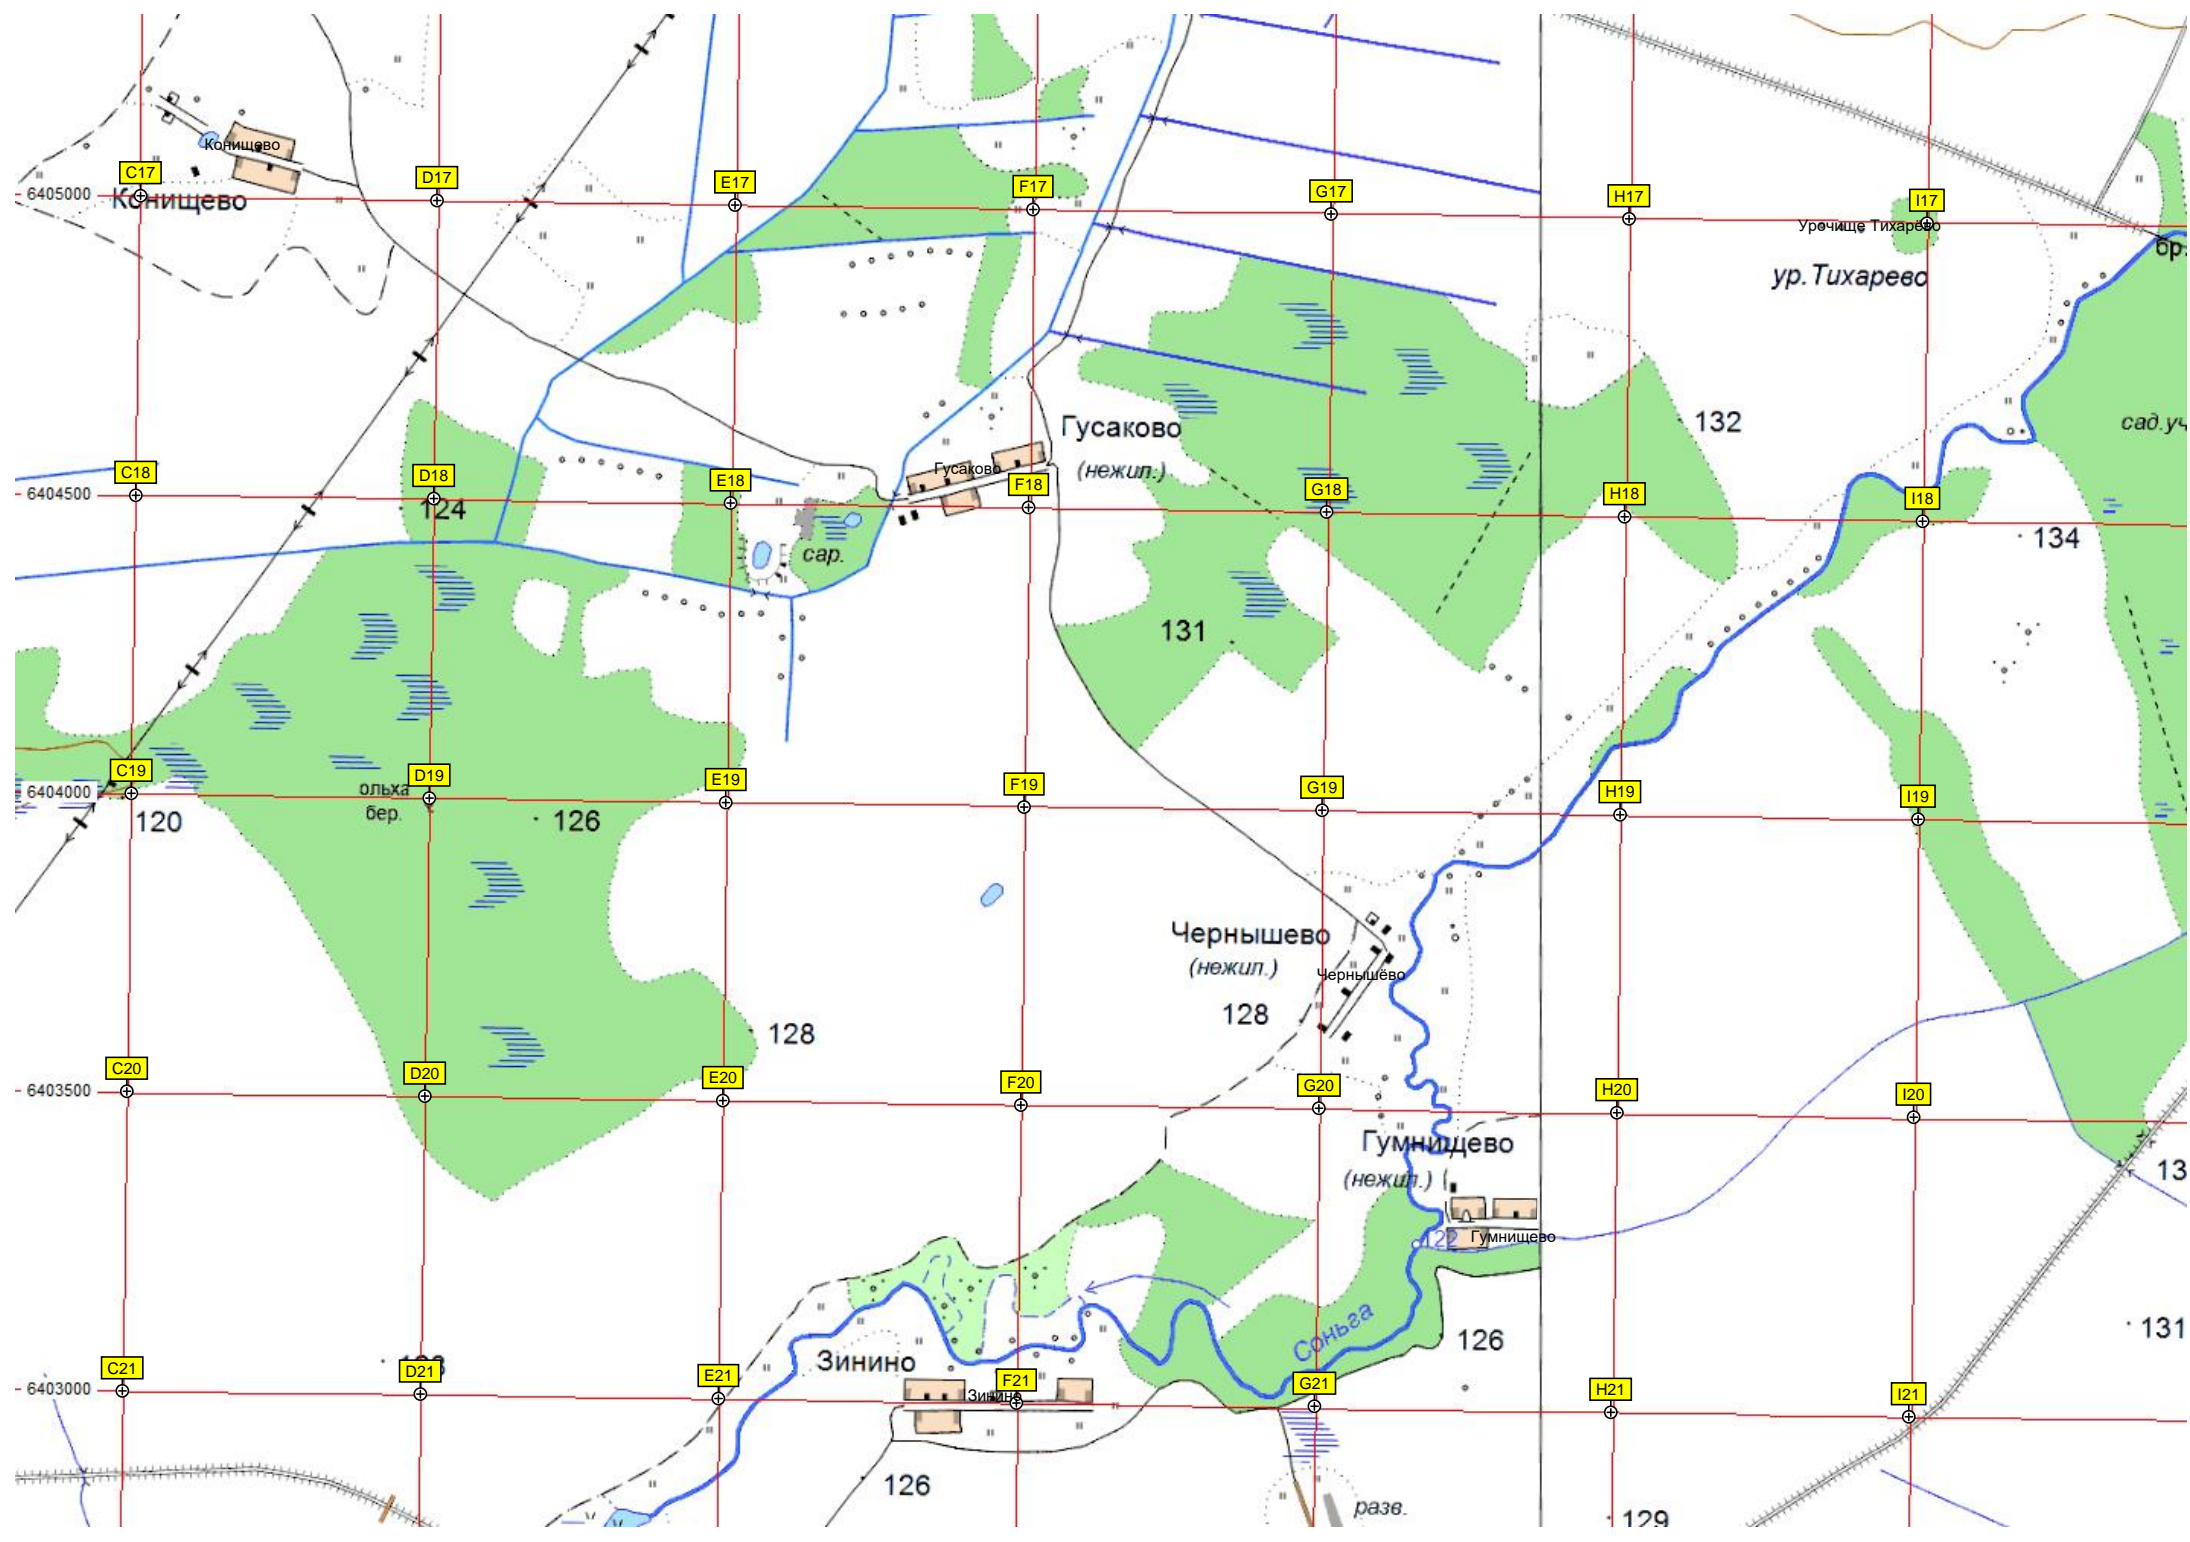 Конищево
Конищево
C17
D17
E17
F17
G17
H17
I17
6405000
Урочище Тихарево
бр.
ур.Тихарево
132
сад.уч
Гусаково
(нежил.)
Гусаково
C18
D18
E18
F18
G18
H18
I18
6404500
124
134
сар.
131
C19
D19
E19
F19
G19
H19
I19
6404000
ольха
бер.
120
126
Чернышево
(нежил.)
Чернышёво
128
128
C20
D20
E20
F20
G20
H20
I20
6403500
Гумнищево
(нежил.)
13
122
Гумнищево
Соньга
126
131
Зинино
C21
D21
E21
F21
G21
H21
I21
6403000
Зинино
126
разв.
129